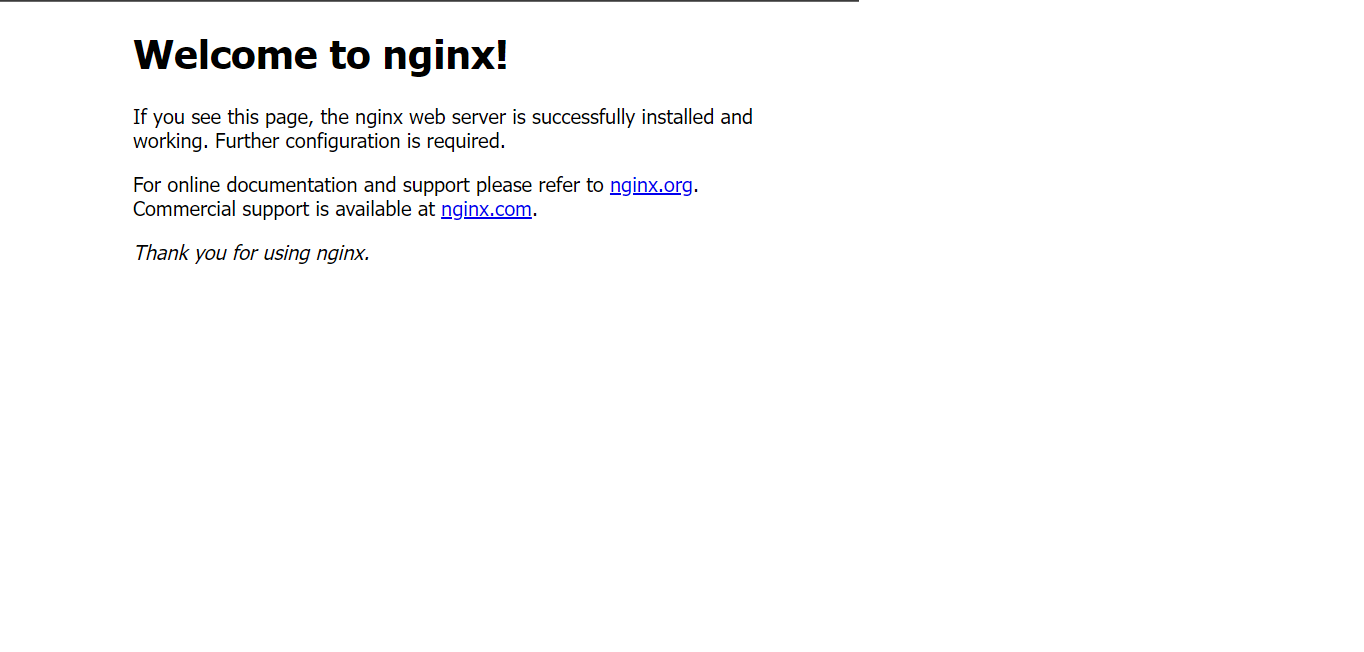 Welcome to nginx!
If you see this page, the nginx web server is successfully installed and
working. Further configuration is required.
For online documentation and support please refer to nginx.org.
Commercial support is available at nginx.com.
Thank you for using nginx.